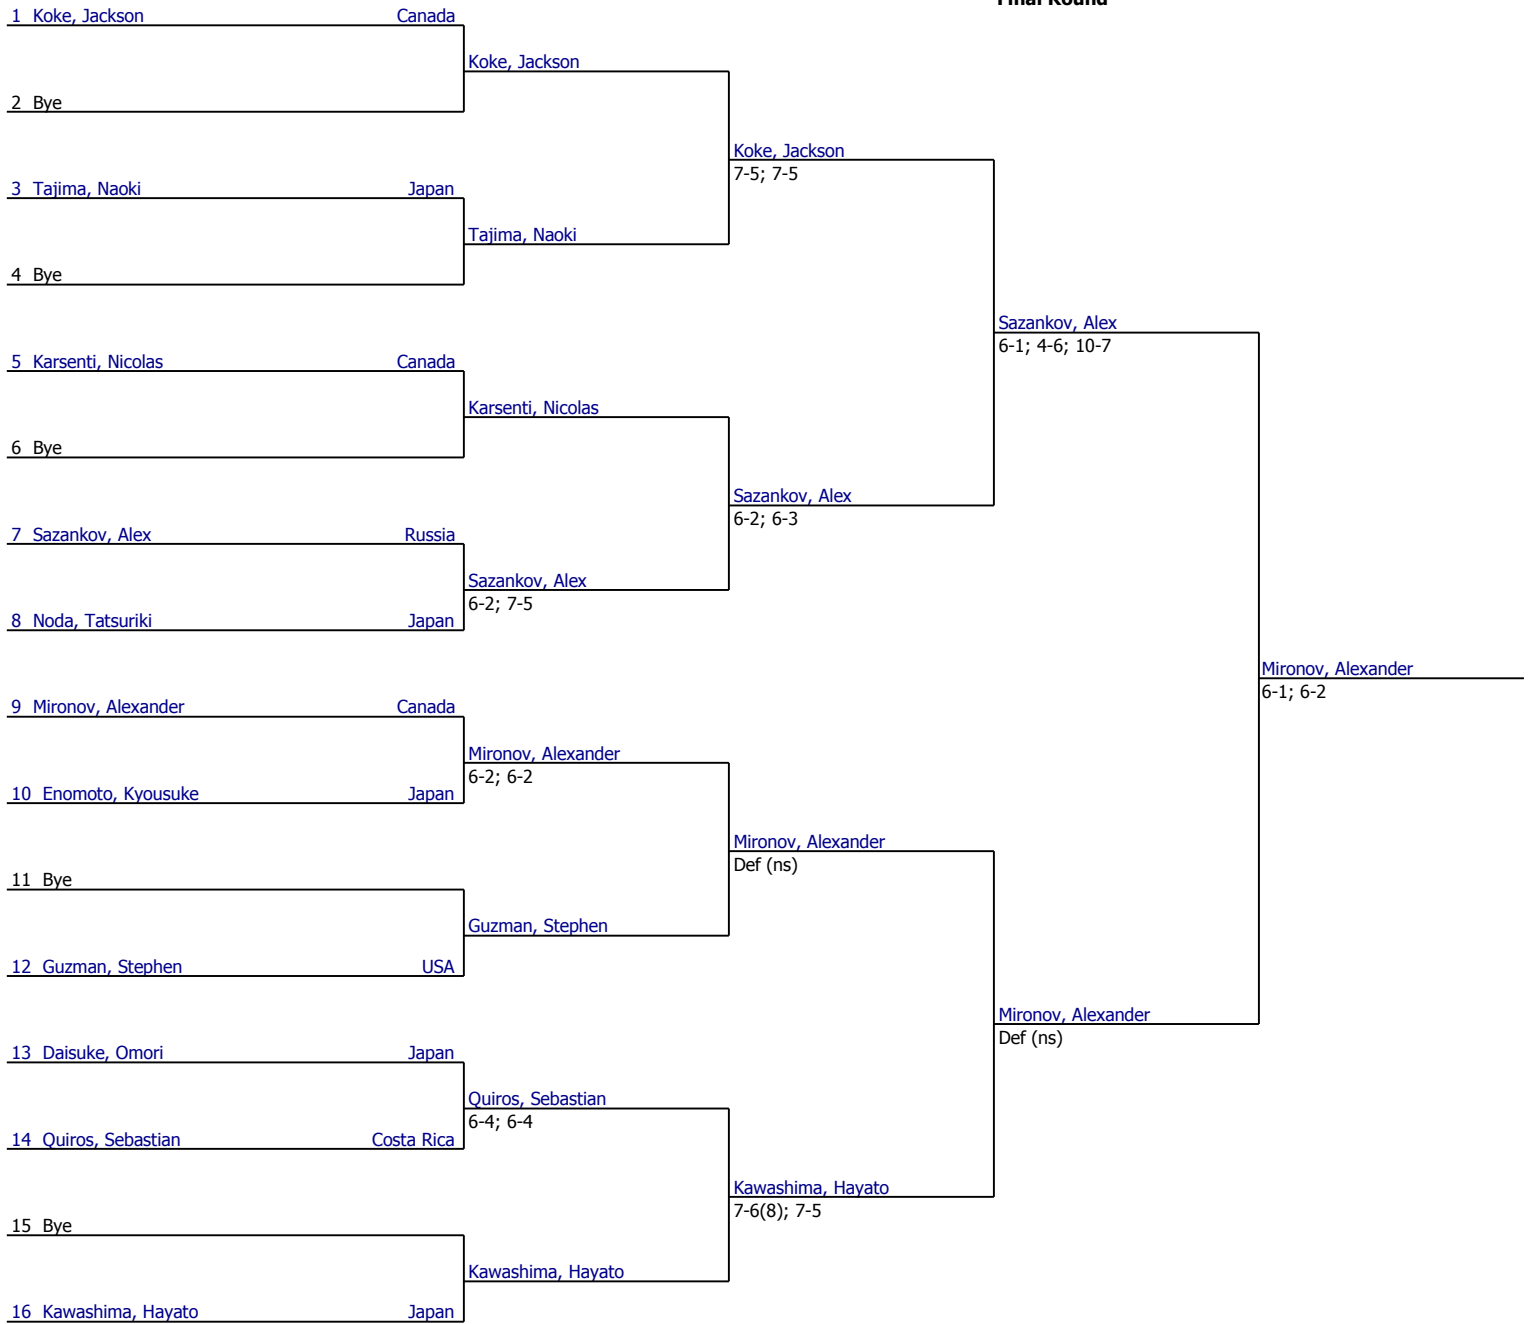 Final Round
1 Koke, Jackson Canada
Koke, Jackson
2 Bye
Koke, Jackson
7-5; 7-5
3 Tajima, Naoki Japan
Tajima, Naoki
4 Bye
Sazankov, Alex
6-1; 4-6; 10-7
5 Karsenti, Nicolas Canada
Karsenti, Nicolas
6 Bye
Sazankov, Alex
6-2; 6-3
7 Sazankov, Alex Russia
Sazankov, Alex
6-2; 7-5
8 Noda, Tatsuriki Japan
Mironov, Alexander
6-1; 6-2
9 Mironov, Alexander Canada
Mironov, Alexander
6-2; 6-2
10 Enomoto, Kyousuke Japan
Mironov, Alexander
Def (ns)
11 Bye
Guzman, Stephen
12 Guzman, Stephen USA
Mironov, Alexander
Def (ns)
13 Daisuke, Omori Japan
Quiros, Sebastian
6-4; 6-4
14 Quiros, Sebastian Costa Rica
Kawashima, Hayato
7-6(8); 7-5
15 Bye
Kawashima, Hayato
16 Kawashima, Hayato Japan